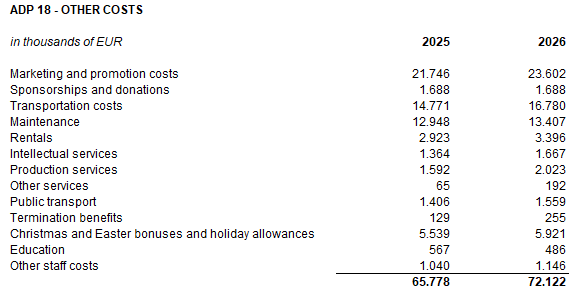 ADP 18 - OTHER COSTS
in thousands of EUR 2025 2026
Marketing and promotion costs 21.746 23.602
Sponsorships and donations 1.688 1.688
Transportation costs 14.771 16.780
Maintenance 12.948 13.407
Rentals 2.923 3.396
Intellectual services 1.364 1.667
Production services 1.592 2.023
Other services 65 192
Public transport 1.406 1.559
Termination benefits 129 255
Christmas and Easter bonuses and holiday allowances 5.539 5.921
Education 567 486
Other staff costs 1.040 1.146
65.778 72.122